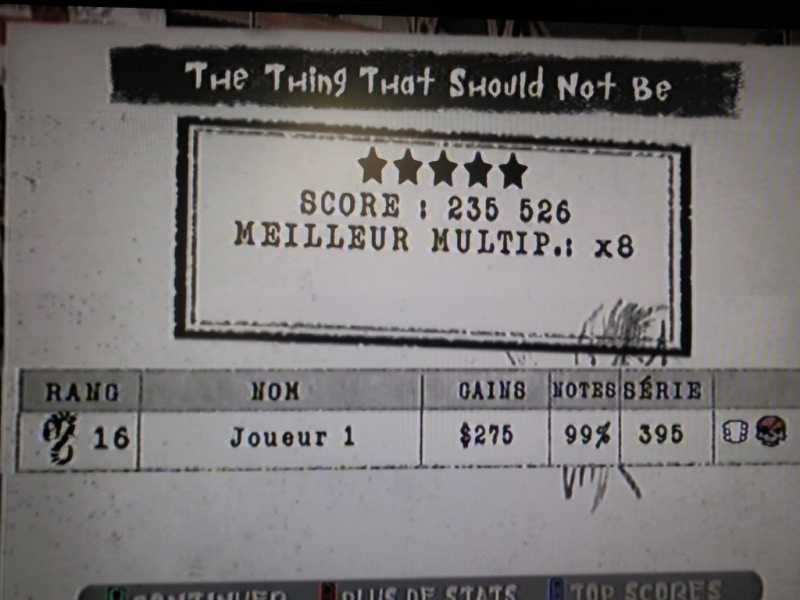 The Thing That Should Not Be
SCORE : 235 526
MEILLEUR MULTIP.: x8
RANG NOM GAINS NOTES SÉRIE
16 Joueur 1 $275 99% 395
CONTINUER PLUS DE STATS TOP SCORES